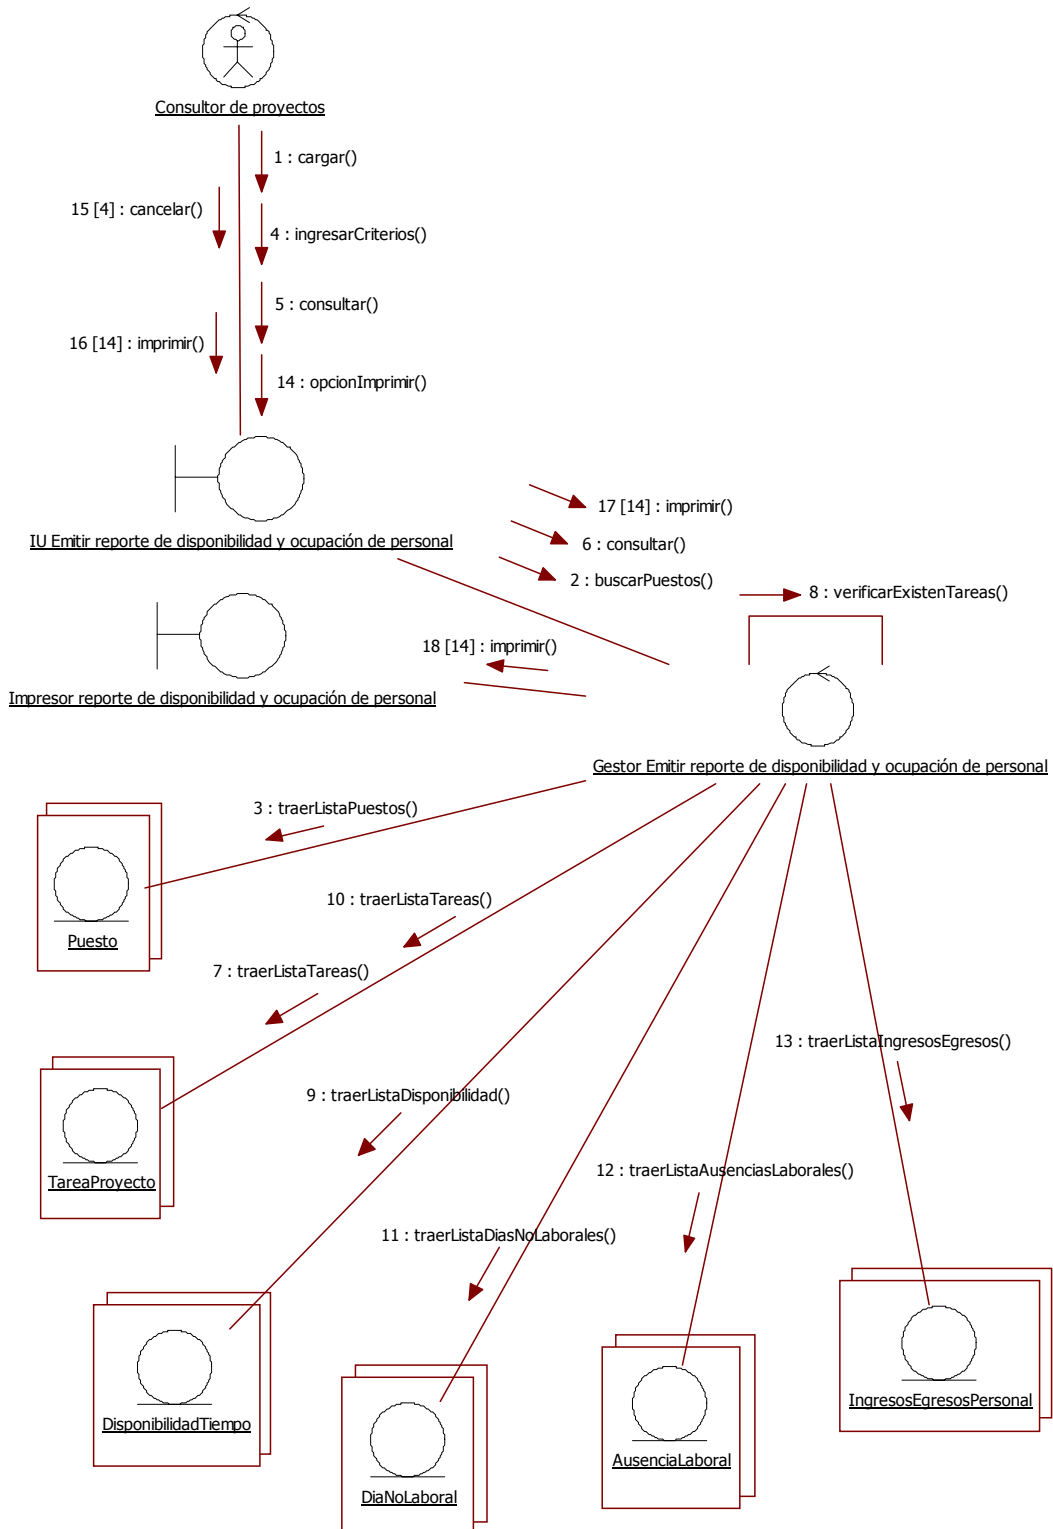 Consultor de proyectos
1 : cargar()
15 [4] : cancelar()
4 : ingresarCriterios()
5 : consultar()
16 [14] : imprimir()
14 : opcionImprimir()
IU Emitir reporte de disponibilidad y ocupación de personal
17 [14] : imprimir()
6 : consultar()
2 : buscarPuestos()
8 : verificarExistenTareas()
18 [14] : imprimir()
Impresor reporte de disponibilidad y ocupación de personal
Gestor Emitir reporte de disponibilidad y ocupación de personal
3 : traerListaPuestos()
10 : traerListaTareas()
Puesto
7 : traerListaTareas()
13 : traerListaIngresosEgresos()
9 : traerListaDisponibilidad()
12 : traerListaAusenciasLaborales()
TareaProyecto
11 : traerListaDiasNoLaborales()
IngresosEgresosPersonal
DisponibilidadTiempo
AusenciaLaboral
DiaNoLaboral